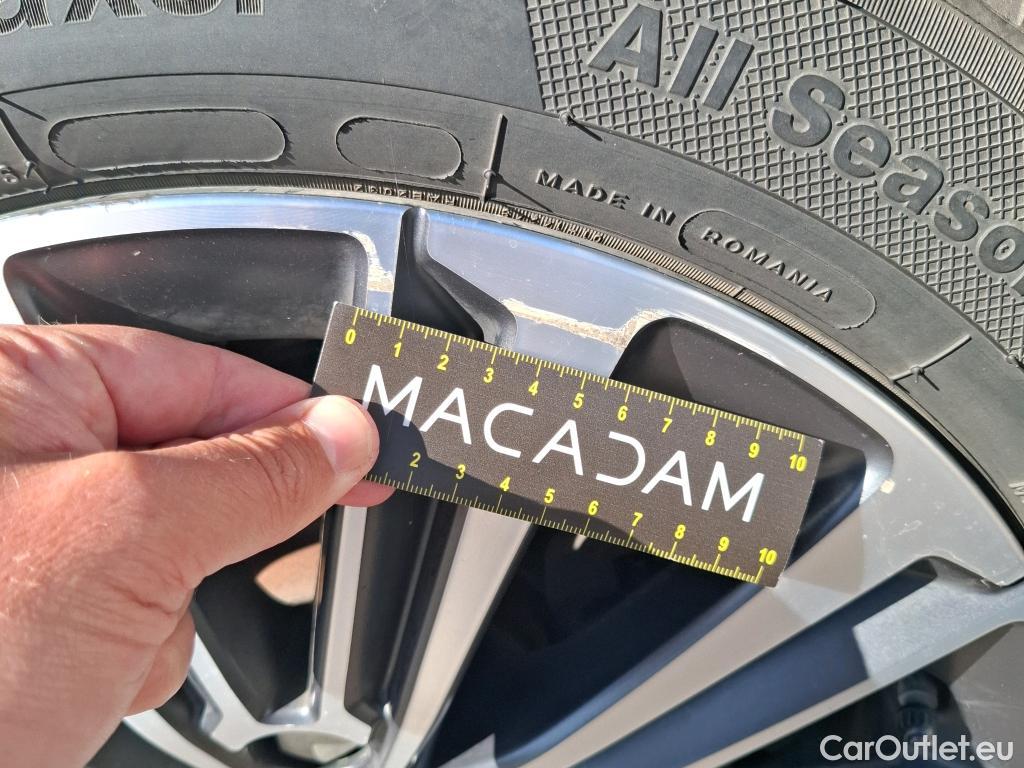 All Season
MADE IN ROMANIA
0 1 2 3 4 5 6 7 8 9 10
MACADAM
2 3 4 5 6 7 8 9 10
CarOutlet.eu